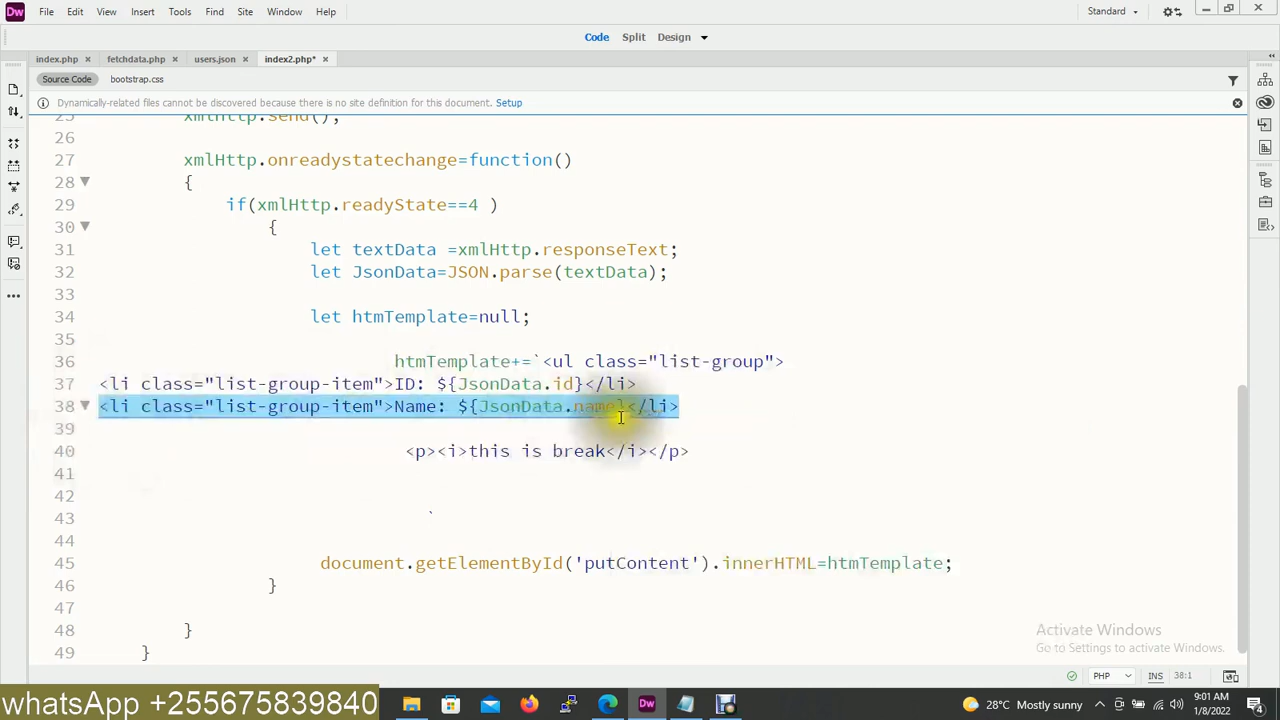 Dw File Edit View Insert Tools Find Site Window Help Standard
Code Split Design
index.php fetchdata.php users.json index2.php*
Source Code bootstrap.css
Dynamically-related files cannot be discovered because there is no site definition for this document. Setup
25 xmlHttp.send();
26
27 xmlHttp.onreadystatechange=function()
28 {
29 if(xmlHttp.readyState==4 )
30 {
31 let textData =xmlHttp.responseText;
32 let JsonData=JSON.parse(textData);
33
34 let htmTemplate=null;
35
36 htmTemplate+=`<ul class="list-group">
37 <li class="list-group-item">ID: ${JsonData.id}</li>
38 <li class="list-group-item">Name: ${JsonData.name}</li>
39
40 <p><i>this is break</i></p>
41
42
43 `
44
45 document.getElementById('putContent').innerHTML=htmTemplate;
46 }
47
48 }
49 }
Activate Windows
Go to Settings to activate Windows.
PHP INS 38:1
whatsApp +255675839840
Dw
28°C Mostly sunny
9:01 AM
1/8/2022
4